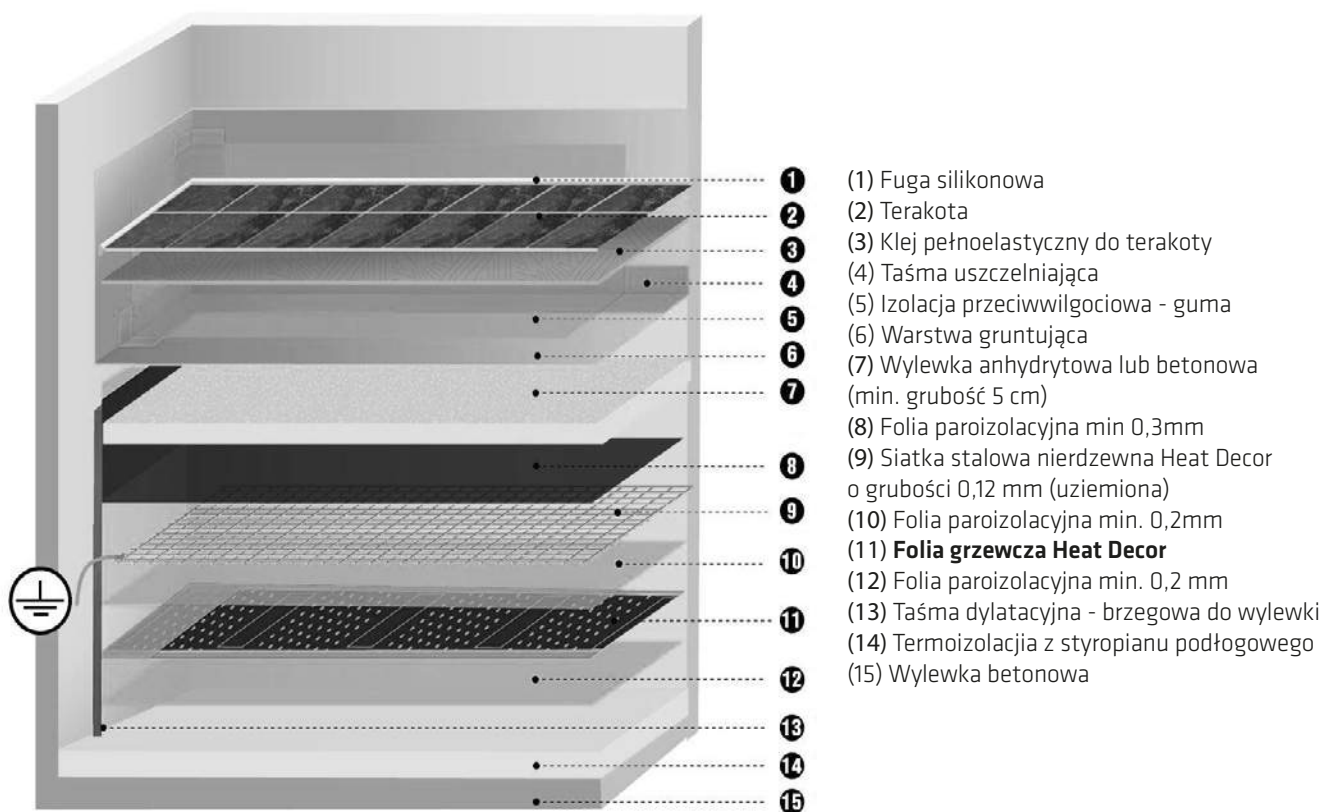 1
2
3
4
5
6
7
8
9
10
11
12
13
14
15
(1) Fuga silikonowa
(2) Terakota
(3) Klej pełnoelastyczny do terakoty
(4) Taśma uszczelniająca
(5) Izolacja przeciwwilgociowa - guma
(6) Warstwa gruntująca
(7) Wylewka anhydrytowa lub betonowa
(min. grubość 5 cm)
(8) Folia paroizolacyjna min 0,3mm
(9) Siatka stalowa nierdzewna Heat Decor
o grubości 0,12 mm (uziemiona)
(10) Folia paroizolacyjna min. 0,2mm
(11) Folia grzewcza Heat Decor
(12) Folia paroizolacyjna min. 0,2 mm
(13) Taśma dylatacyjna - brzegowa do wylewki
(14) Termoizolacjia z styropianu podłogowego
(15) Wylewka betonowa